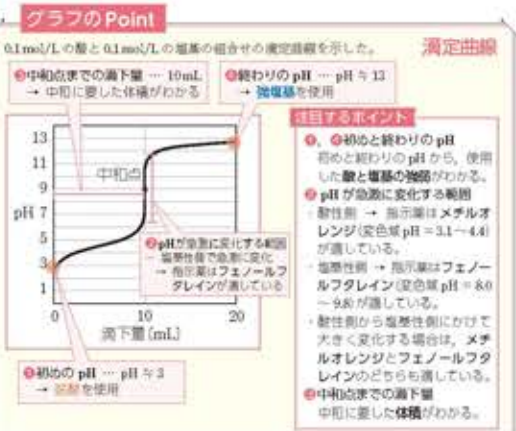 グラフのPoint
0.1 mol/L の酸と 0.1 mol/L の塩基の組合せの滴定曲線を示した。
滴定曲線
❸中和点までの滴下量 … 10mL
→ 中和に要した体積がわかる
❹終わりの pH … pH ≒ 13
→ 強塩基を使用
13
11
9
pH 7
5
3
1
中和点
❷pHが急激に変化する範囲
… 塩基性側で急激に変化
→ 指示薬はフェノールフ
タレインが適している
0
10
20
滴下量〔mL〕
❶初めの pH … pH ≒ 3
→ 弱酸を使用
注目するポイント
❶、❹初めと終わりの pH
初めと終わりの pH から，使用
した酸と塩基の強弱がわかる。
❷ pH が急激に変化する範囲
・酸性側 → 指示薬はメチルオ
レンジ(変色域 pH = 3.1～4.4)
が適している。
・塩基性側 → 指示薬はフェノー
ルフタレイン(変色域 pH = 8.0
～ 9.8)が適している。
・酸性側から塩基性側にかけて
大きく変化する場合は，メチ
ルオレンジとフェノールフタ
レインのどちらも適している。
❸中和点までの滴下量
中和に要した体積がわかる。